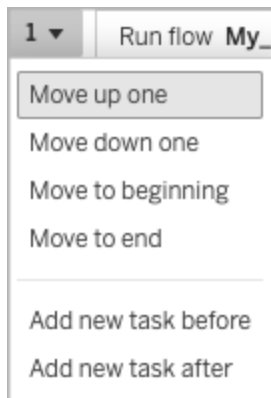 1 ▼ Run flow My_
Move up one
Move down one
Move to beginning
Move to end
Add new task before
Add new task after